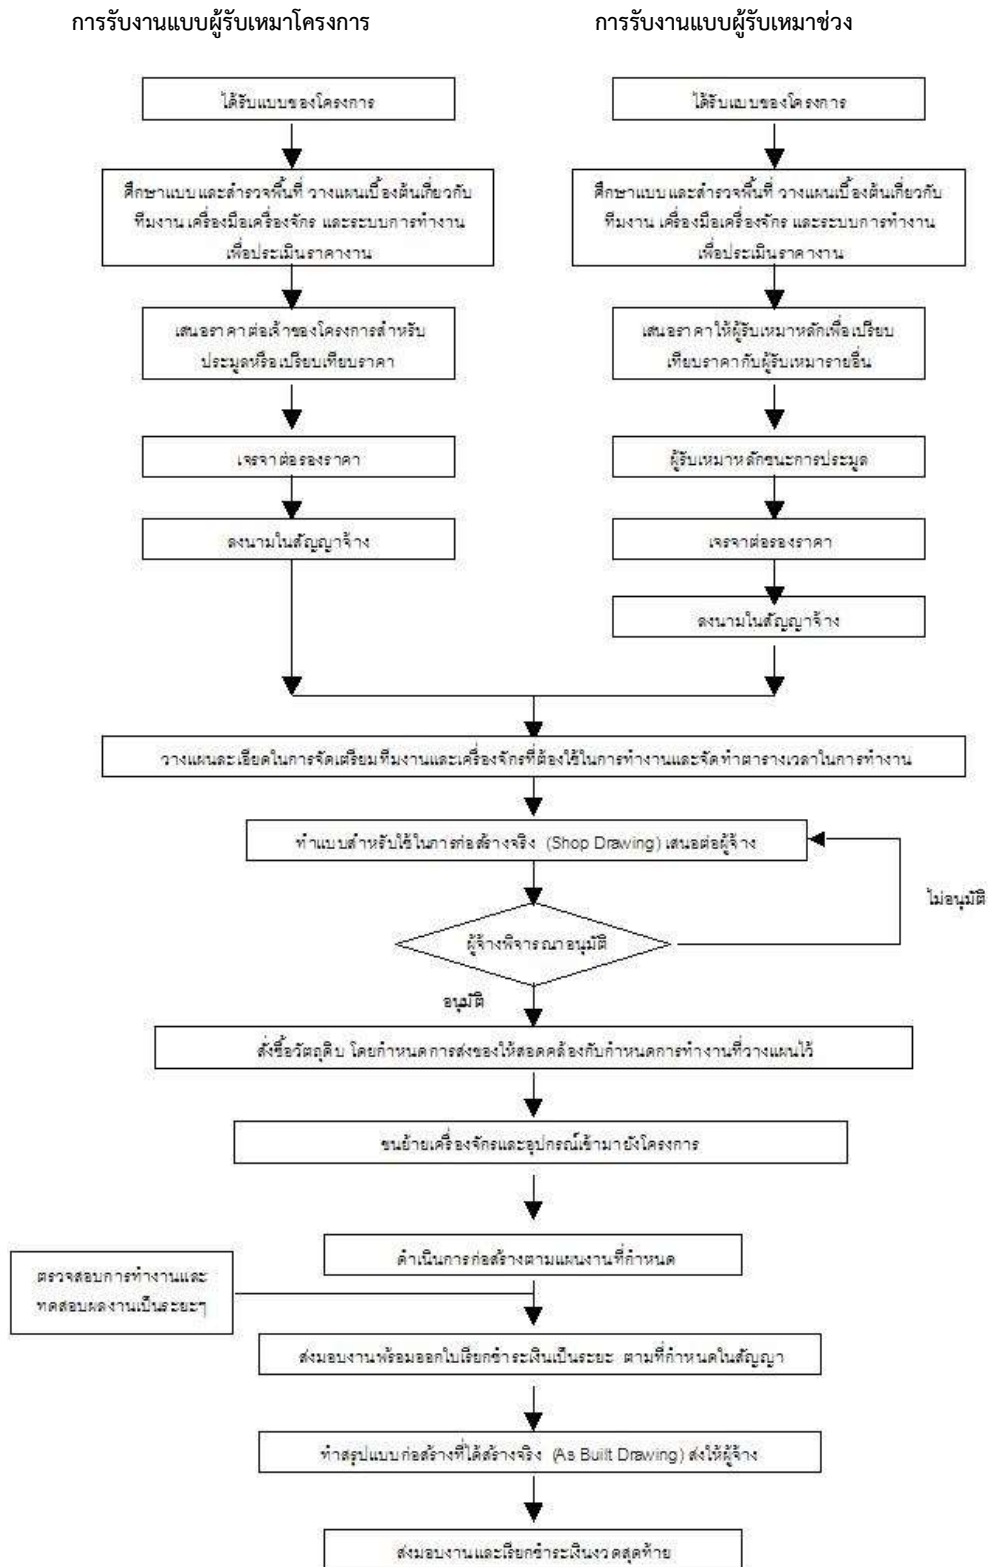 การรับงานแบบผู้รับเหมาโครงการ
การรับงานแบบผู้รับเหมาช่วง
ได้รับแบบของโครงการ
ได้รับแบบของโครงการ
ศึกษาแบบและสำรวจพื้นที่ วางแผนเบื้องต้นเกี่ยวกับ
ทีมงาน เครื่องมือเครื่องจักร และระบบการทำงาน
เพื่อประเมินราคางาน
ศึกษาแบบและสำรวจพื้นที่ วางแผนเบื้องต้นเกี่ยวกับ
ทีมงาน เครื่องมือเครื่องจักร และระบบการทำงาน
เพื่อประเมินราคางาน
เสนอราคาต่อเจ้าของโครงการสำหรับ
ประมูลหรือเปรียบเทียบราคา
เสนอราคาให้ผู้รับเหมาหลักเพื่อเปรียบ
เทียบราคากับผู้รับเหมารายอื่น
เจรจาต่อรองราคา
ผู้รับเหมาหลักชนะการประมูล
ลงนามในสัญญาจ้าง
เจรจาต่อรองราคา
ลงนามในสัญญาจ้าง
วางแผนละเอียดในการจัดเตรียมทีมงานและเครื่องจักรที่ต้องใช้ในการทำงานและจัดทำตารางเวลาในการทำงาน
ทำแบบสำหรับใช้ในการก่อสร้างจริง (Shop Drawing) เสนอต่อผู้จ้าง
ไม่อนุมัติ
ผู้จ้างพิจารณาอนุมัติ
อนุมัติ
สั่งซื้อวัตถุดิบ โดยกำหนดการส่งของให้สอดคล้องกับกำหนดการทำงานที่วางแผนไว้
ขนย้ายเครื่องจักรและอุปกรณ์เข้ามายังโครงการ
ดำเนินการก่อสร้างตามแผนงานที่กำหนด
ตรวจสอบการทำงานและ
ทดสอบผลงานเป็นระยะๆ
ส่งมอบงานพร้อมออกใบเรียกชำระเงินเป็นระยะ ตามที่กำหนดในสัญญา
ทำสรุปแบบก่อสร้างที่ได้สร้างจริง (As Built Drawing) ส่งให้ผู้จ้าง
ส่งมอบงานและเรียกชำระเงินงวดสุดท้าย